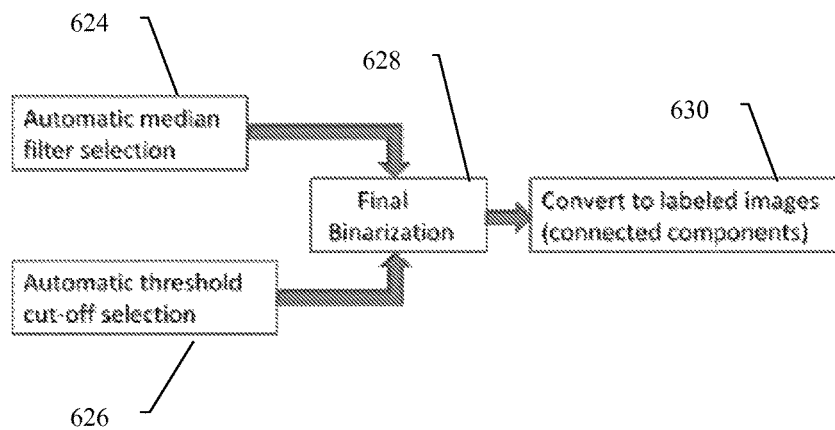 624
628
630
Automatic median
filter selection
Final
Binarization
Convert to labeled images
(connected components)
Automatic threshold
cut-off selection
626